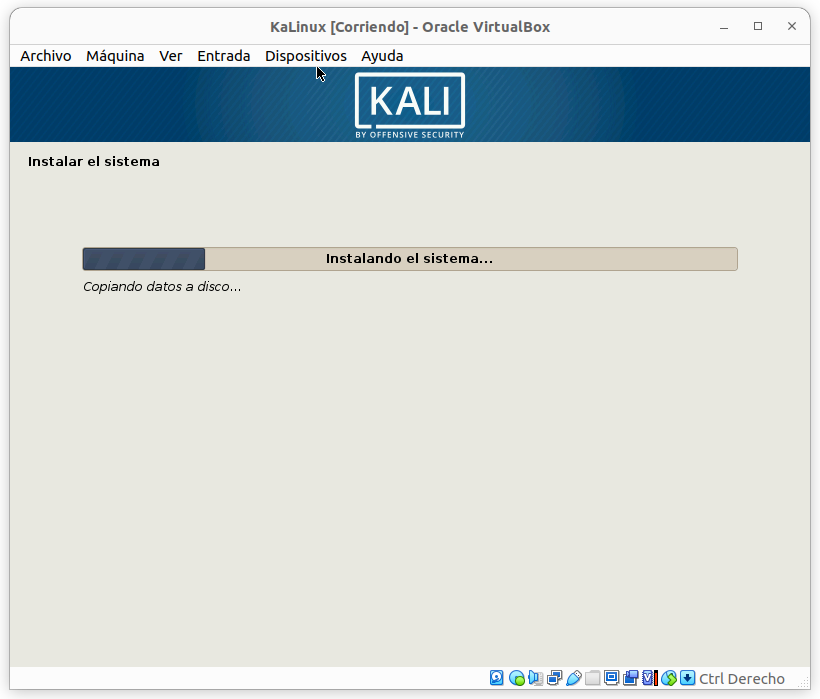 KaLinux [Corriendo] - Oracle VirtualBox
Archivo Máquina Ver Entrada Dispositivos Ayuda
KALI
BY OFFENSIVE SECURITY
Instalar el sistema
Instalando el sistema...
Copiando datos a disco...
Ctrl Derecho